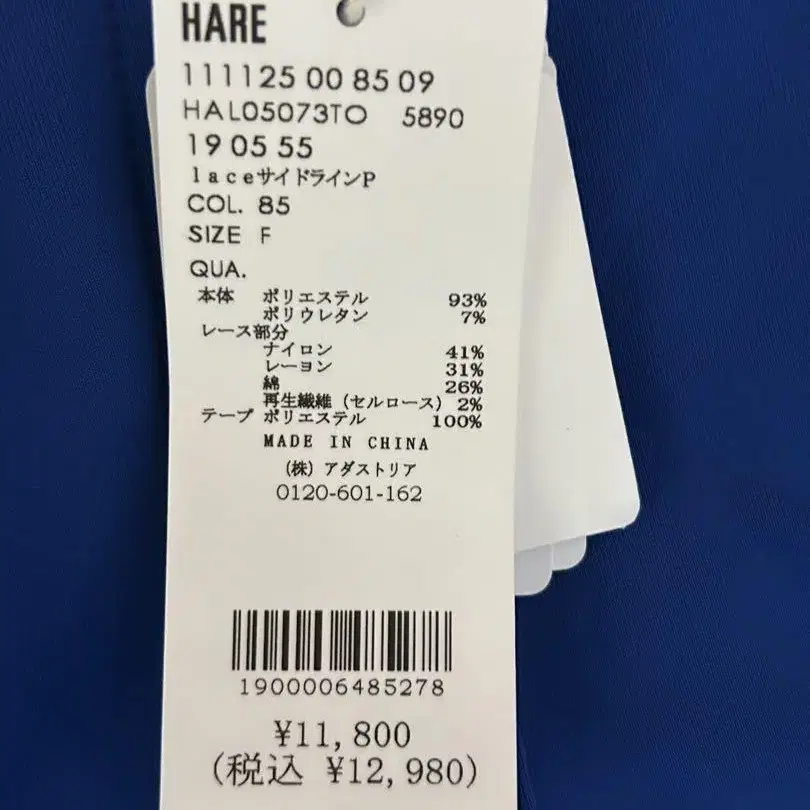 HARE
111125 00 85 09
HAL05073TO 5890
19 05 55
laceサイドラインP
COL. 85
SIZE F
QUA.
本体 ポリエステル 93%
ポリウレタン 7%
レース部分
ナイロン 41%
レーヨン 31%
綿 26%
再生繊維（セルロース）2%
テープ ポリエステル 100%
MADE IN CHINA
（株）アダストリア
0120-601-162
1900006485278
¥11,800
(税込 ¥12,980)